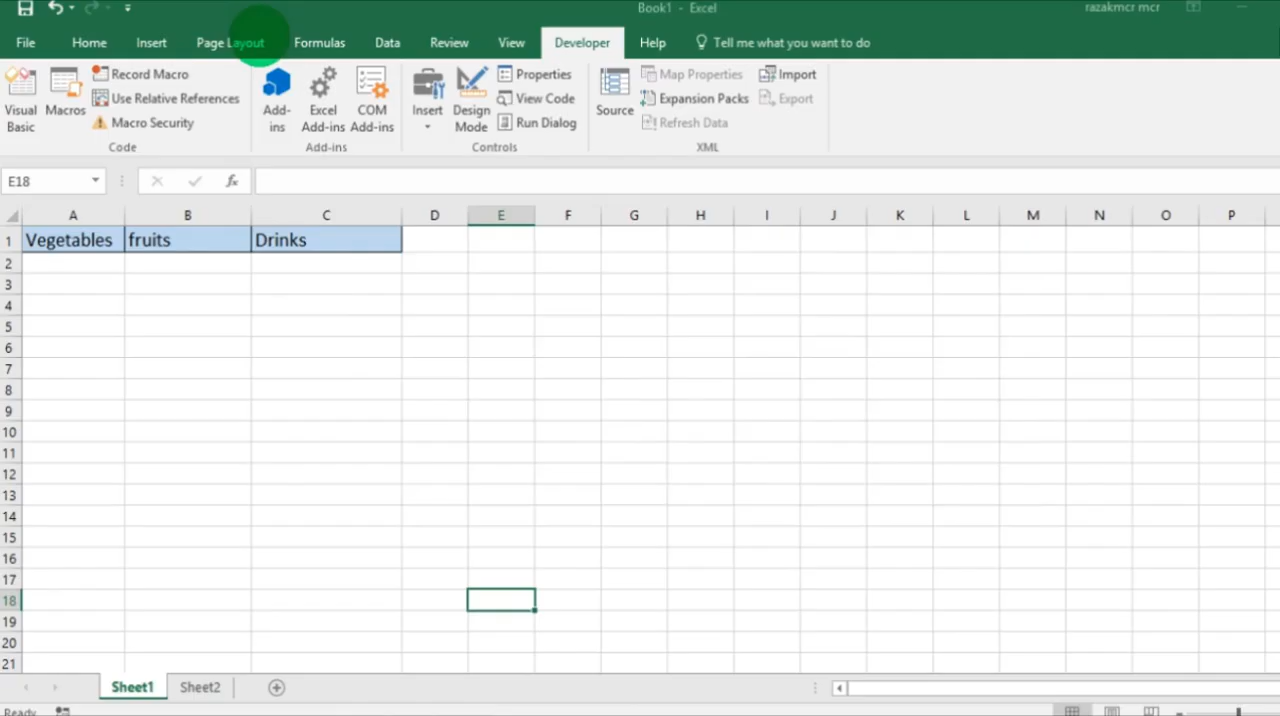 Book1 - Excel
razakmcr mcr
File Home Insert Page Layout Formulas Data Review View Developer Help Tell me what you want to do
Visual Basic
Macros
Record Macro
Use Relative References
Macro Security
Code
Add-ins
Excel Add-ins
COM Add-ins
Add-ins
Insert
Design Mode
Properties
View Code
Run Dialog
Controls
Source
Map Properties
Expansion Packs
Refresh Data
Import
Export
XML
E18
fx
A B C D E F G H I J K L M N O P
1 Vegetables fruits Drinks
2
3
4
5
6
7
8
9
10
11
12
13
14
15
16
17
18
19
20
21
Sheet1 Sheet2
Ready